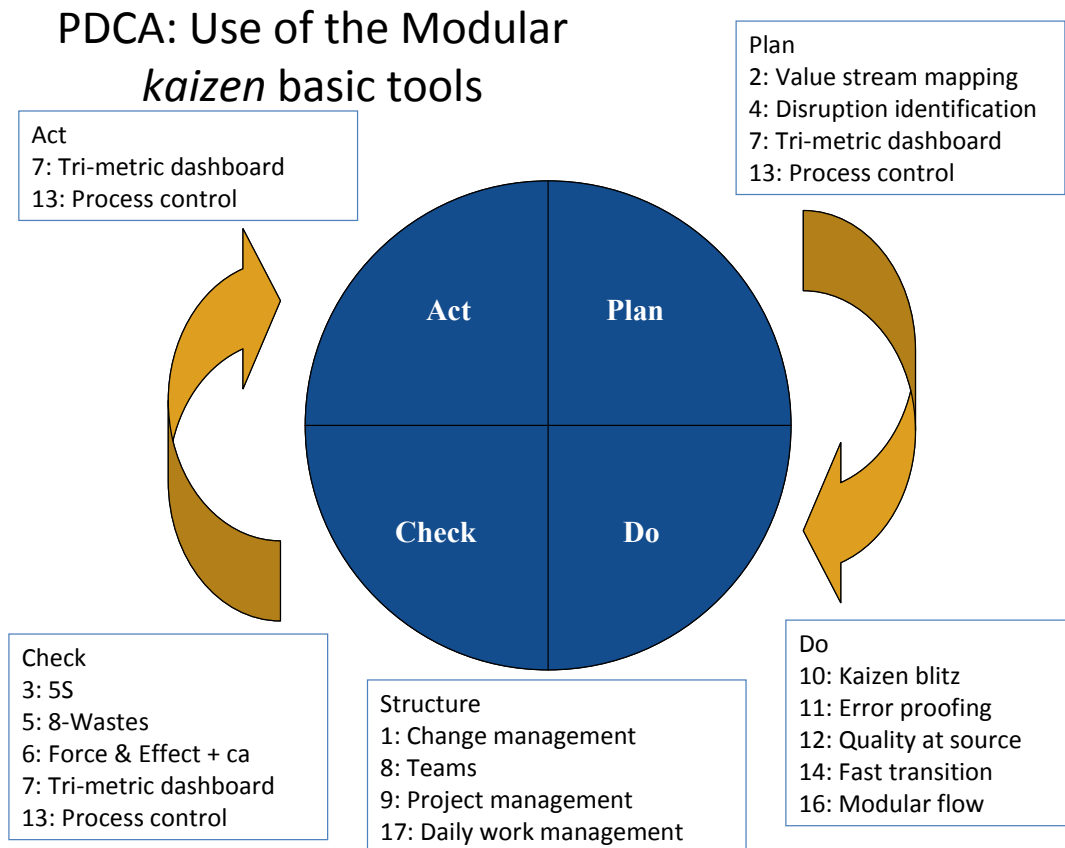 PDCA: Use of the Modular
kaizen basic tools
Plan
2: Value stream mapping
4: Disruption identification
7: Tri-metric dashboard
13: Process control
Act
7: Tri-metric dashboard
13: Process control
Act
Plan
Check
Do
Check
3: 5S
5: 8-Wastes
6: Force & Effect + ca
7: Tri-metric dashboard
13: Process control
Structure
1: Change management
8: Teams
9: Project management
17: Daily work management
Do
10: Kaizen blitz
11: Error proofing
12: Quality at source
14: Fast transition
16: Modular flow